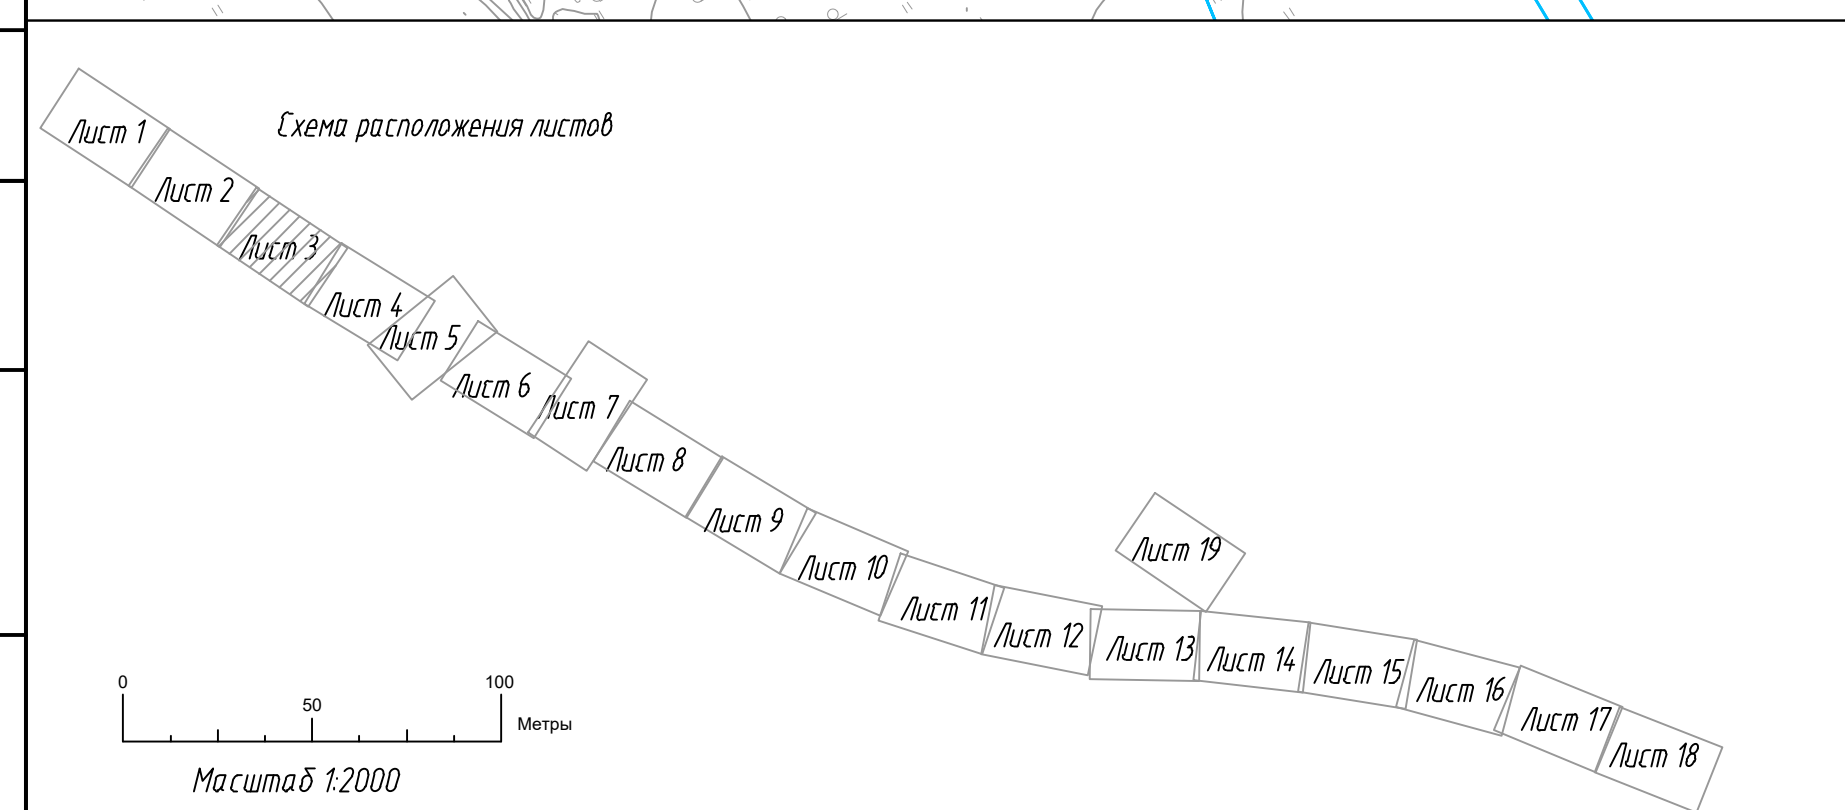 Схема расположения листов
Лист 1
Лист 2
Лист 3
Лист 4
Лист 5
Лист 6
Лист 7
Лист 8
Лист 9
Лист 10
Лист 11
Лист 12
Лист 13
Лист 14
Лист 15
Лист 16
Лист 17
Лист 18
Лист 19
0
50
100
Метры
Масштаб 1:2000